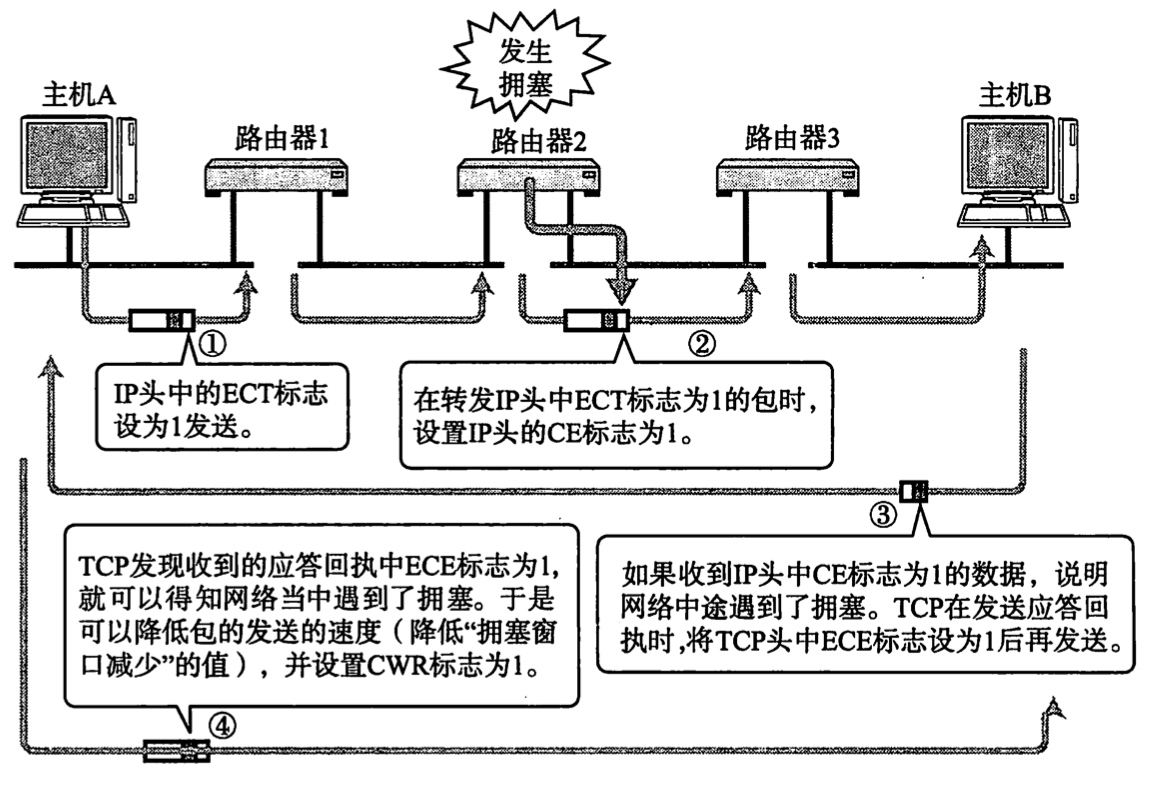 发生
拥塞
主机A
主机B
路由器1
路由器2
路由器3
①
②
IP头中的ECT标志
设为1发送。
在转发IP头中ECT标志为1的包时，
设置IP头的CE标志为1。
③
TCP发现收到的应答回执中ECE标志为1，
就可以得知网络当中遇到了拥塞。于是
可以降低包的发送的速度（降低“拥塞窗
口减少”的值），并设置CWR标志为1。
如果收到IP头中CE标志为1的数据，说明
网络中途遇到了拥塞。TCP在发送应答回
执时，将TCP头中ECE标志设为1后再发送。
④